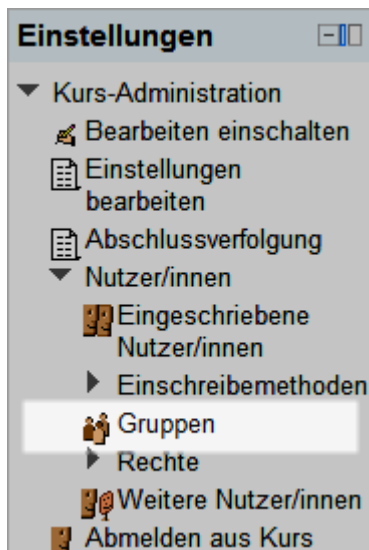 Einstellungen
Kurs-Administration
Bearbeiten einschalten
Einstellungen
bearbeiten
Abschlussverfolgung
Nutzer/innen
Eingeschriebene
Nutzer/innen
Einschreibemethoden
Gruppen
Rechte
Weitere Nutzer/innen
Abmelden aus Kurs